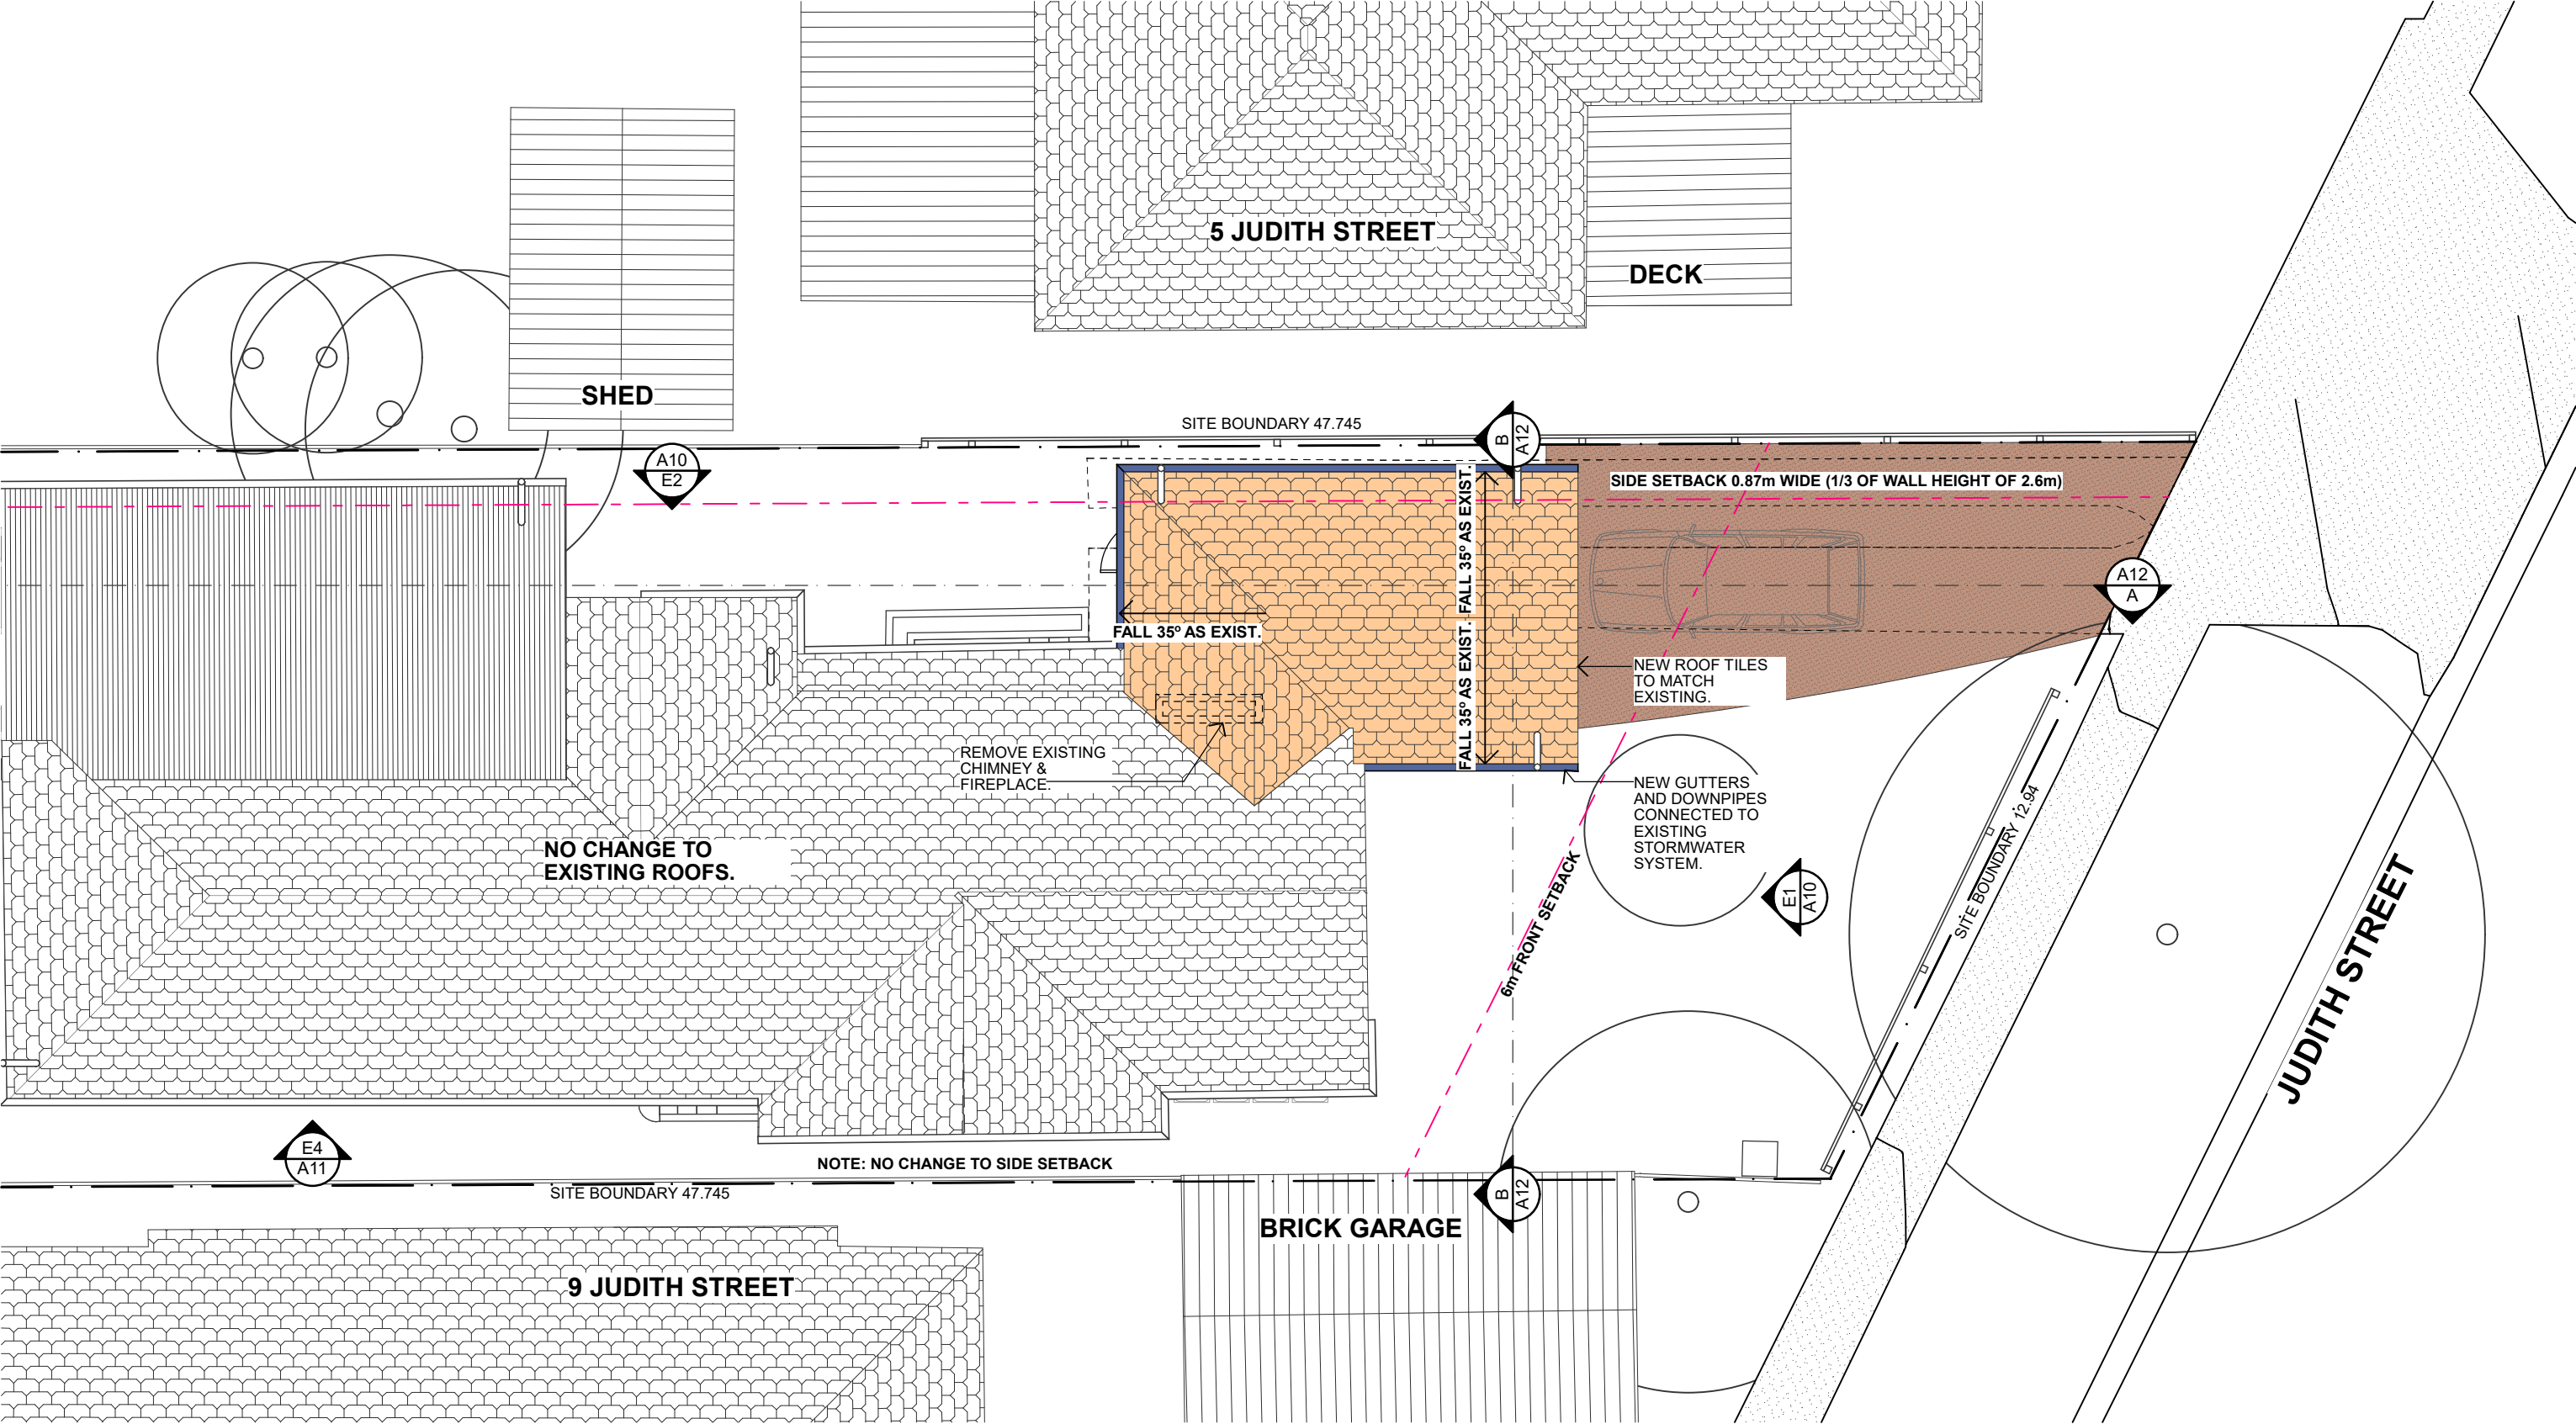 5 JUDITH STREET
DECK
SHED
SITE BOUNDARY 47.745
B
A12
A10
E2
SIDE SETBACK 0.87m WIDE (1/3 OF WALL HEIGHT OF 2.6m)
FALL 35º AS EXIST.
FALL 35º AS EXIST.
FALL 35º AS EXIST.
A12
A
NEW ROOF TILES
TO MATCH
EXISTING.
REMOVE EXISTING
CHIMNEY &
FIREPLACE.
NEW GUTTERS
AND DOWNPIPES
CONNECTED TO
EXISTING
STORMWATER
SYSTEM.
NO CHANGE TO
EXISTING ROOFS.
6m FRONT SETBACK
E1
A10
SITE BOUNDARY 12.94
JUDITH STREET
E4
A11
NOTE: NO CHANGE TO SIDE SETBACK
SITE BOUNDARY 47.745
B
A12
BRICK GARAGE
9 JUDITH STREET